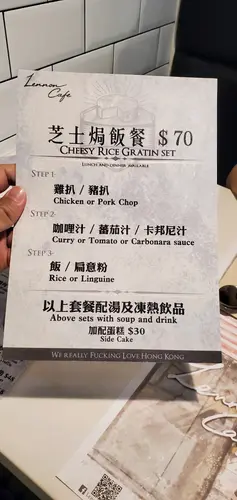 Lennon
Cafe
芝士焗飯餐 $70
CHEESY RICE GRATIN SET
LUNCH AND DINNER AVAILABLE
STEP 1:
雞扒 / 豬扒
Chicken or Pork Chop
STEP 2:
咖喱汁 / 蕃茄汁 / 卡邦尼汁
Curry or Tomato or Carbonara sauce
STEP 3:
飯 / 扁意粉
Rice or Linguine
以上套餐配湯及凍熱飲品
Above sets with soup and drink
加配蛋糕 $30
Side Cake
WE REALLY FUCKING LOVE HONG KONG